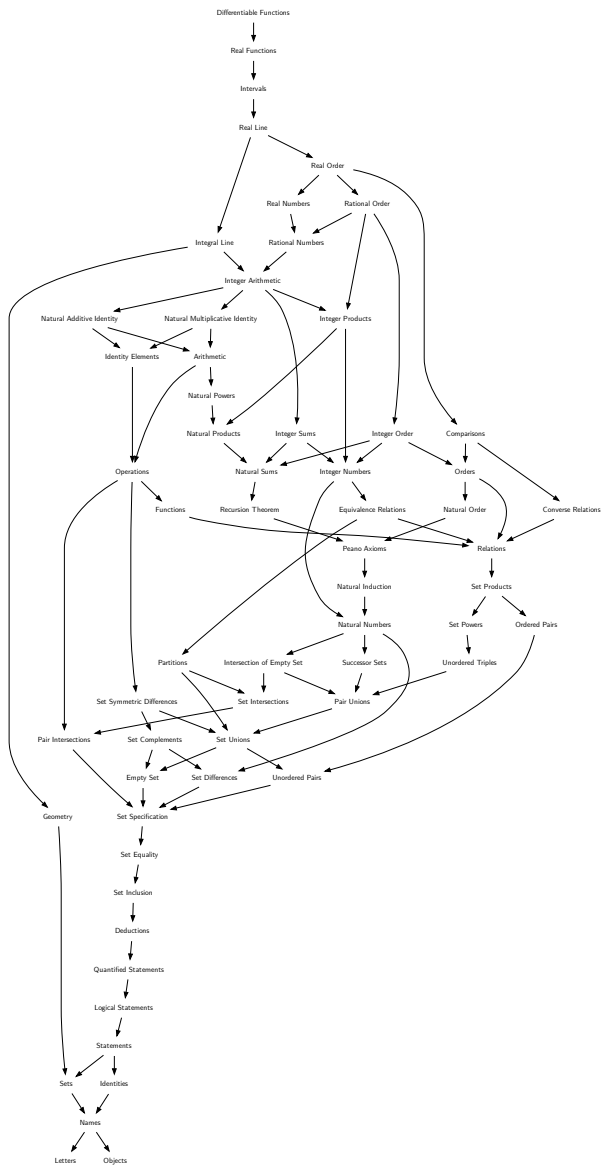 Differentiable Functions
Real Functions
Intervals
Real Line
Real Order
Real Numbers
Rational Order
Integral Line
Rational Numbers
Integer Arithmetic
Natural Additive Identity
Natural Multiplicative Identity
Integer Products
Identity Elements
Arithmetic
Natural Powers
Natural Products
Integer Sums
Integer Order
Comparisons
Operations
Natural Sums
Integer Numbers
Orders
Functions
Recursion Theorem
Equivalence Relations
Natural Order
Converse Relations
Peano Axioms
Relations
Natural Induction
Set Products
Natural Numbers
Set Powers
Ordered Pairs
Partitions
Intersection of Empty Set
Successor Sets
Unordered Triples
Set Symmetric Differences
Set Intersections
Pair Unions
Pair Intersections
Set Complements
Set Unions
Empty Set
Set Differences
Unordered Pairs
Geometry
Set Specification
Set Equality
Set Inclusion
Deductions
Quantified Statements
Logical Statements
Statements
Sets
Identities
Names
Letters
Objects